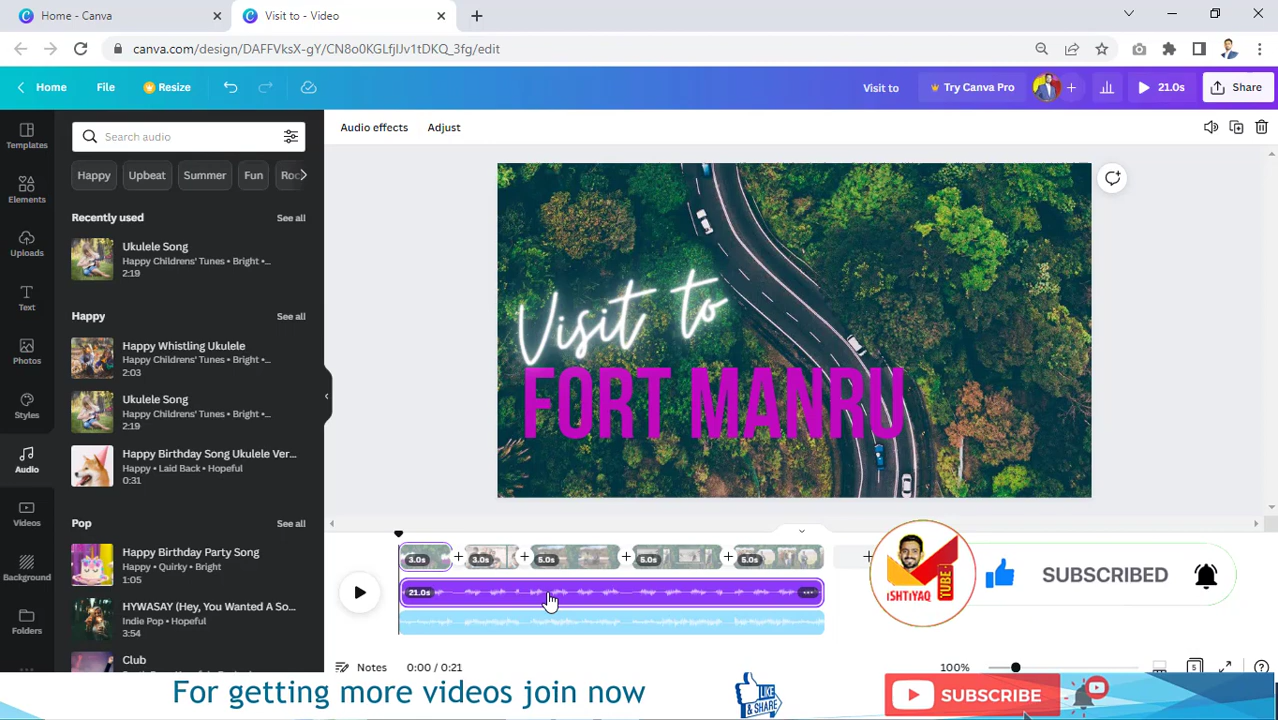 Home - Canva
Visit to - Video
canva.com/design/DAFFVksX-gY/CN8o0KGLfjlJv1tDKQ_3fg/edit
Home
File
Resize
Visit to
Try Canva Pro
21.0s
Share
Templates
Elements
Uploads
Text
Photos
Styles
Audio
Videos
Background
Folders
Search audio
Happy
Upbeat
Summer
Fun
Roc
Recently used
See all
Ukulele Song
Happy Childrens' Tunes • Bright •...
2:19
Happy
See all
Happy Whistling Ukulele
Happy Childrens' Tunes • Bright •...
2:03
Ukulele Song
Happy Childrens' Tunes • Bright •...
2:19
Happy Birthday Song Ukulele Ver...
Happy • Laid Back • Hopeful
0:31
Pop
See all
Happy Birthday Party Song
Happy • Quirky • Bright
1:05
HYWASAY (Hey, You Wanted A So...
Indie Pop • Hopeful
3:54
Club
Audio effects
Adjust
Visit to
FORT MANRU
3.0s
3.0s
5.0s
5.0s
5.0s
21.0s
Notes
0:00 / 0:21
100%
5
iSHTiYAQ
TUBE
SUBSCRIBED
For getting more videos join now
LIKE
& SHARE
SUBSCRIBE